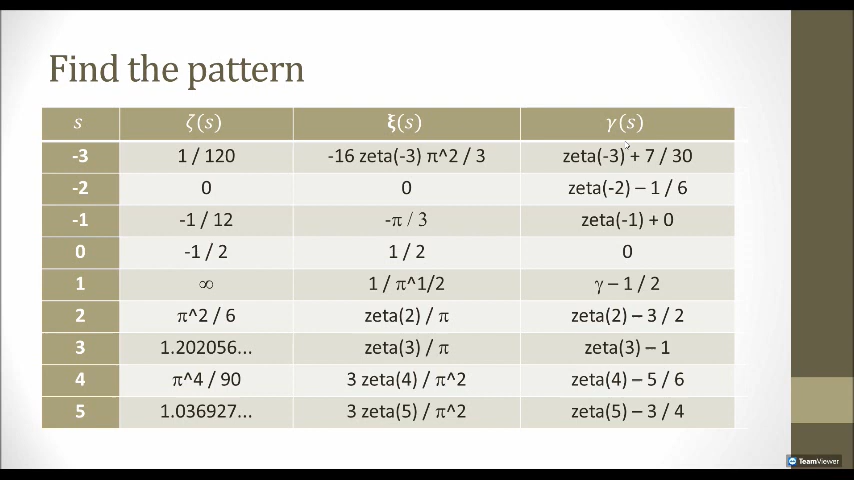 Find the pattern
s ζ(s) ξ(s) γ(s)
-3 1 / 120 -16 zeta(-3) π^2 / 3 zeta(-3) + 7 / 30
-2 0 0 zeta(-2) – 1 / 6
-1 -1 / 12 -π / 3 zeta(-1) + 0
0 -1 / 2 1 / 2 0
1 ∞ 1 / π^1/2 γ – 1 / 2
2 π^2 / 6 zeta(2) / π zeta(2) – 3 / 2
3 1.202056... zeta(3) / π zeta(3) – 1
4 π^4 / 90 3 zeta(4) / π^2 zeta(4) – 5 / 6
5 1.036927... 3 zeta(5) / π^2 zeta(5) – 3 / 4
TeamViewer